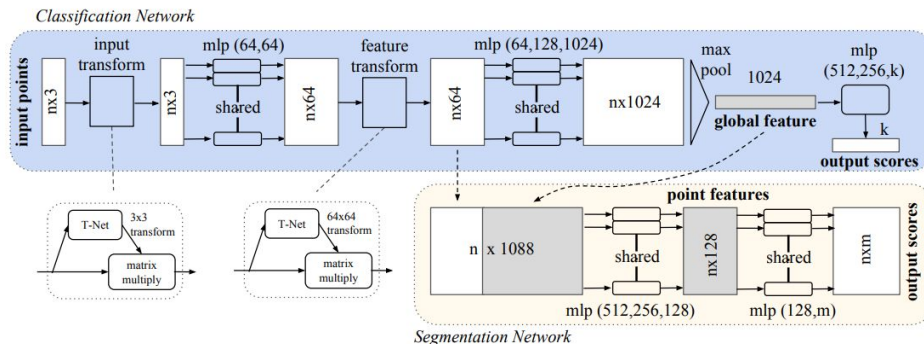 Classification Network
input points
nx3
input
transform
nx3
mlp (64,64)
shared
nx64
feature
transform
nx64
mlp (64,128,1024)
shared
nx1024
max
pool
1024
global feature
mlp
(512,256,k)
k
output scores
T-Net
3x3
transform
matrix
multiply
T-Net
64x64
transform
matrix
multiply
point features
n x 1088
shared
mlp (512,256,128)
nx128
shared
mlp (128,m)
nxm
output scores
Segmentation Network